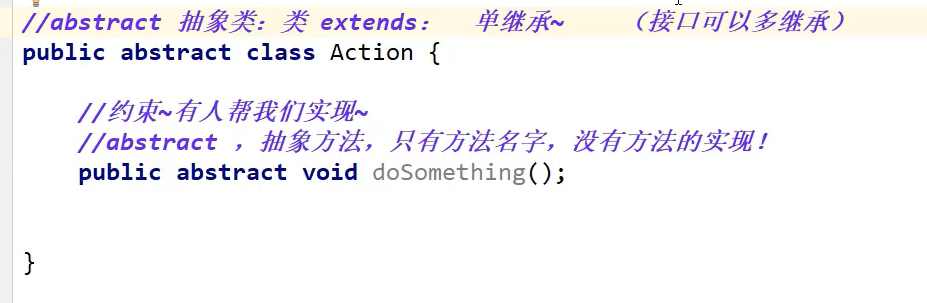 //abstract 抽象类：类 extends： 单继承~ （接口可以多继承）
public abstract class Action {
//约束~有人帮我们实现~
//abstract ，抽象方法，只有方法名字，没有方法的实现！
public abstract void doSomething();
}